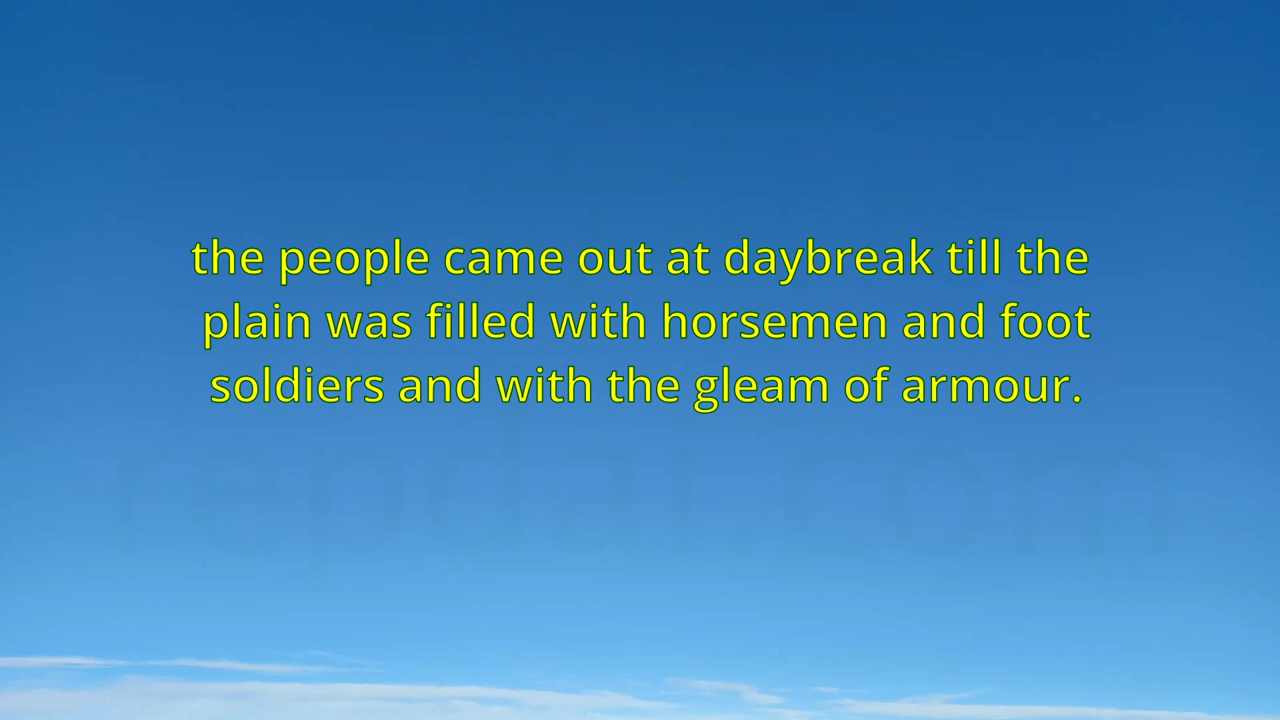 the people came out at daybreak till the
plain was filled with horsemen and foot
soldiers and with the gleam of armour.